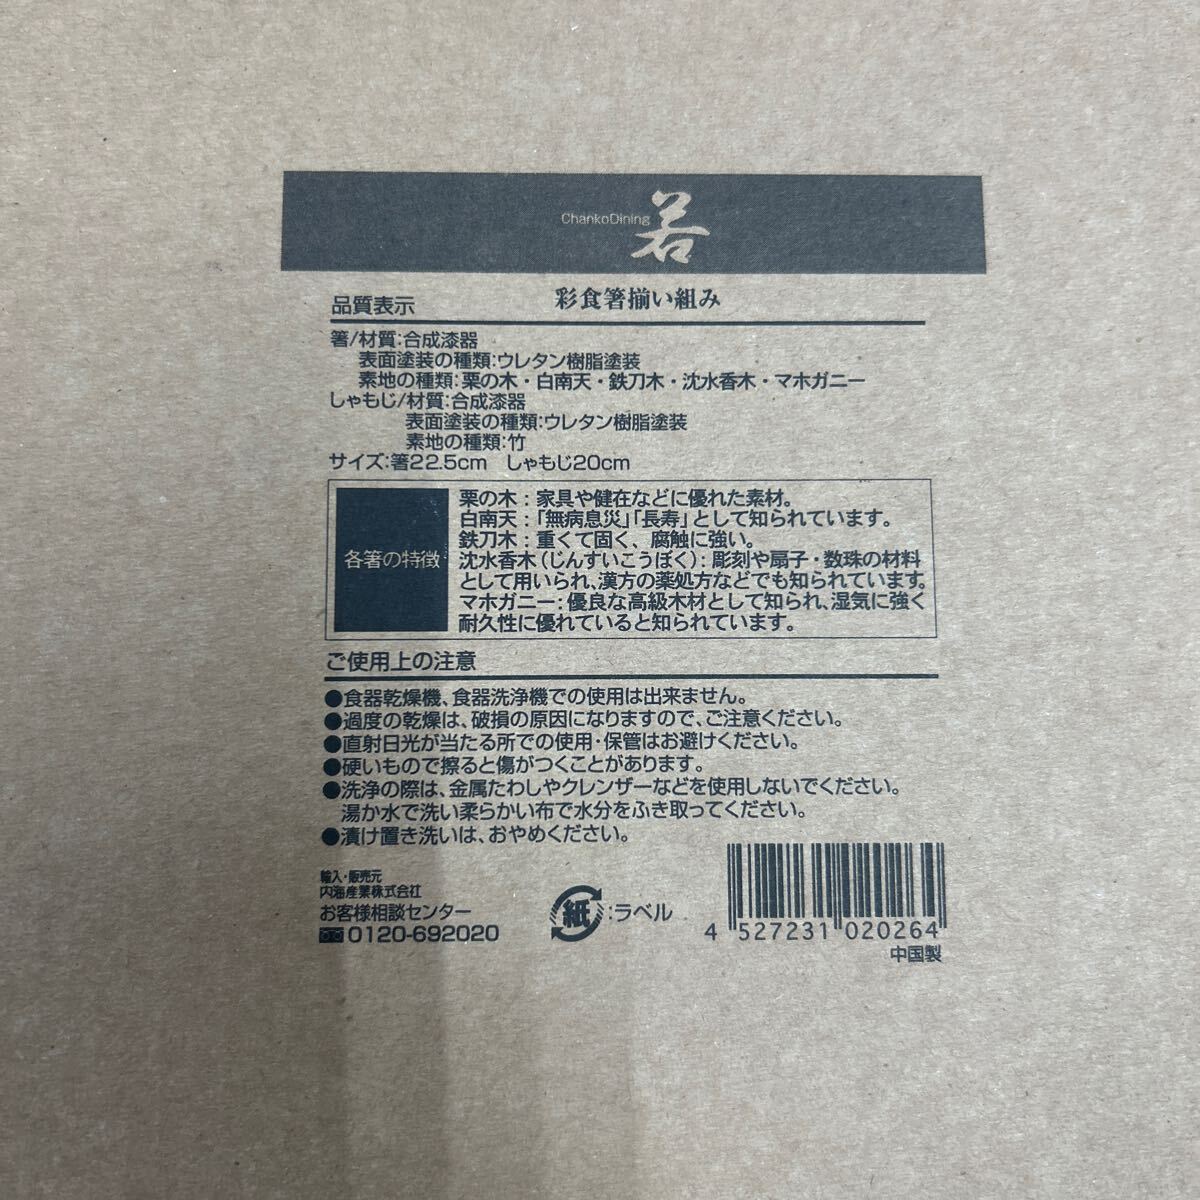 ChankoDining 若
品質表示 彩食箸揃い組み
箸/材質:合成漆器
表面塗装の種類:ウレタン樹脂塗装
素地の種類:栗の木・白南天・鉄刀木・沈水香木・マホガニー
しゃもじ/材質:合成漆器
表面塗装の種類:ウレタン樹脂塗装
素地の種類:竹
サイズ:箸22.5cm しゃもじ20cm
各箸の特徴
栗の木:家具や健在などに優れた素材。
白南天:「無病息災」「長寿」として知られています。
鉄刀木:重くて固く、腐触に強い。
沈水香木(じんすいこうぼく):彫刻や扇子・数珠の材料
として用いられ、漢方の薬処方などでも知られています。
マホガニー:優良な高級木材として知られ、湿気に強く
耐久性に優れていると知られています。
ご使用上の注意
●食器乾燥機、食器洗浄機での使用は出来ません。
●過度の乾燥は、破損の原因になりますので、ご注意ください。
●直射日光が当たる所での使用・保管はお避けください。
●硬いもので擦ると傷がつくことがあります。
●洗浄の際は、金属たわしやクレンザーなどを使用しないでください。
湯か水で洗い柔らかい布で水分をふき取ってください。
●漬け置き洗いは、おやめください。
輸入・販売元
内海産業株式会社
お客様相談センター
0120-692020
紙:ラベル
4 527231 020264
中国製